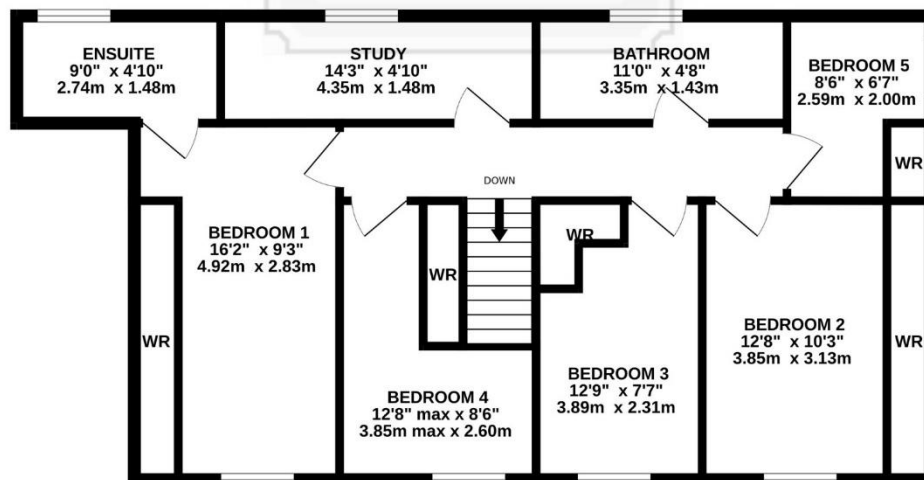 ENSUITE
9'0" x 4'10"
2.74m x 1.48m
STUDY
14'3" x 4'10"
4.35m x 1.48m
BATHROOM
11'0" x 4'8"
3.35m x 1.43m
BEDROOM 5
8'6" x 6'7"
2.59m x 2.00m
WR
DOWN
BEDROOM 1
16'2" x 9'3"
4.92m x 2.83m
WR
WR
WR
BEDROOM 4
12'8" max x 8'6"
3.85m max x 2.60m
BEDROOM 3
12'9" x 7'7"
3.89m x 2.31m
BEDROOM 2
12'8" x 10'3"
3.85m x 3.13m
WR